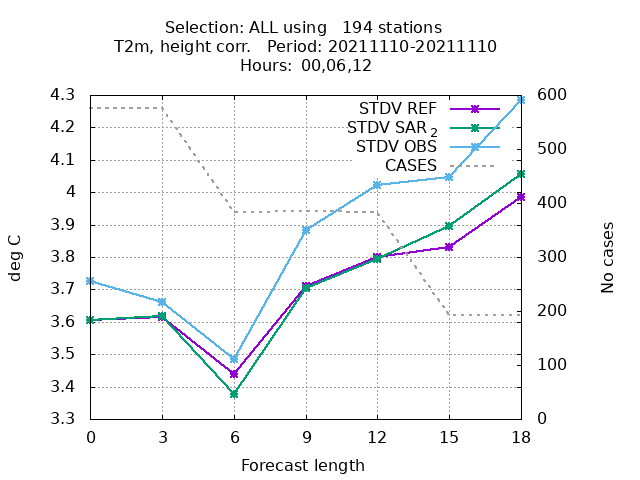 Selection: ALL using   194 stations
T2m, height corr.   Period: 20211110-20211110
Hours: 00,06,12
STDV REF
STDV SAR 2
STDV OBS
CASES
deg C
4.3
4.2
4.1
4
3.9
3.8
3.7
3.6
3.5
3.4
3.3
600
500
400
300
200
100
0
No cases
0 3 6 9 12 15 18
Forecast length